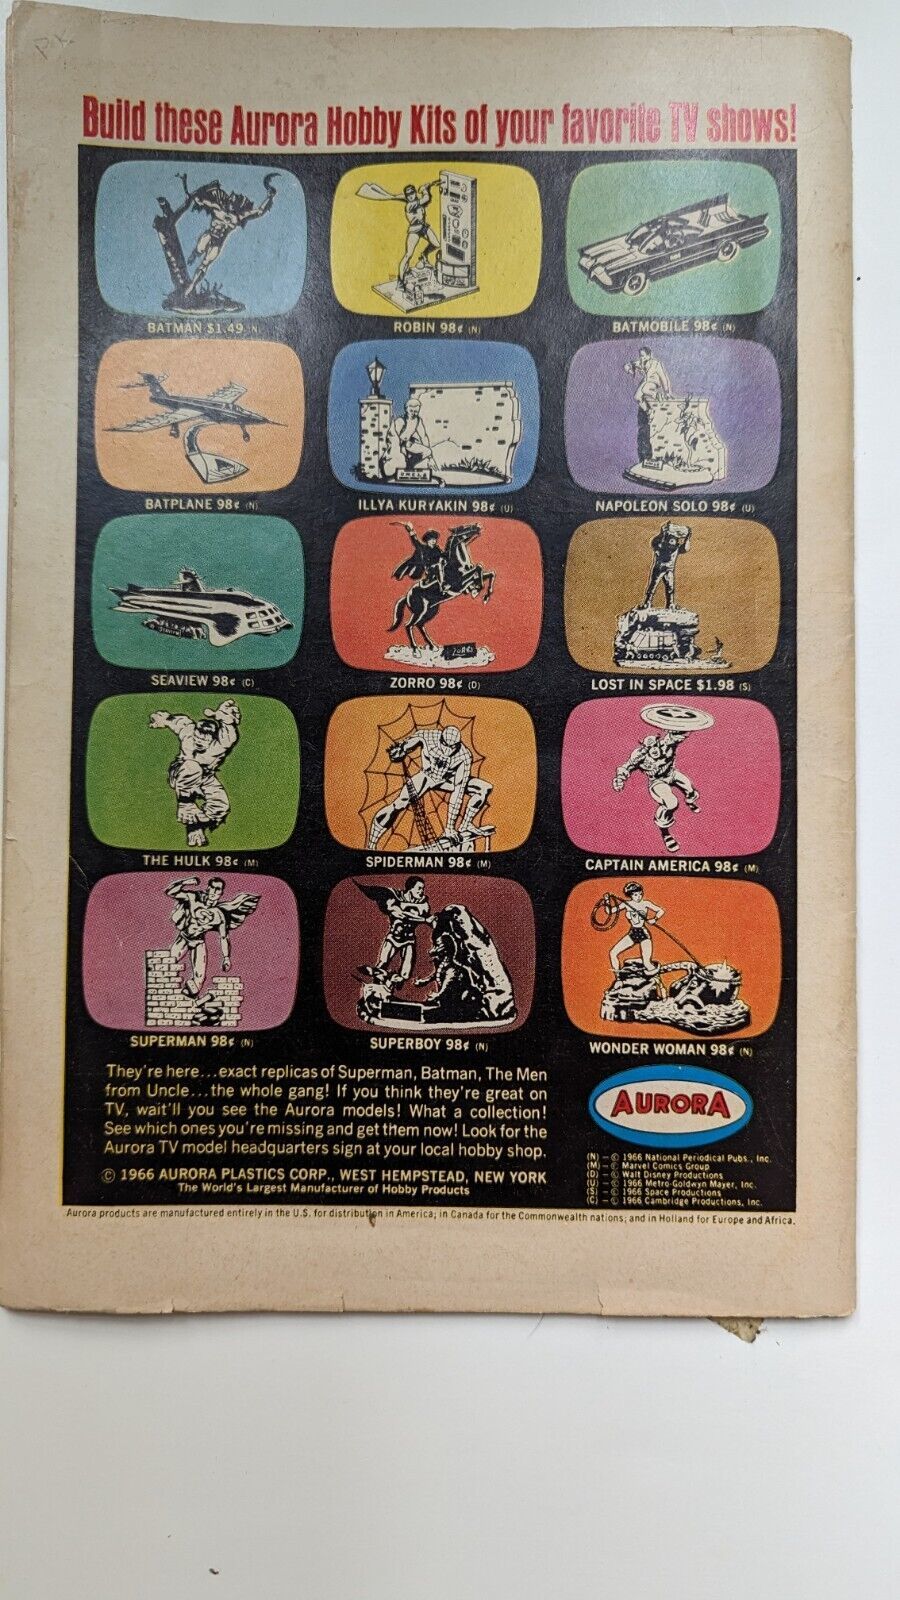 Build these Aurora Hobby Kits of your favorite TV shows!
BATMAN $1.49 (N)
ROBIN 98¢ (N)
BATMOBILE 98¢ (N)
BATPLANE 98¢ (N)
ILLYA KURYAKIN 98¢ (U)
NAPOLEON SOLO 98¢ (U)
SEAVIEW 98¢ (C)
ZORRO 98¢ (D)
LOST IN SPACE $1.98 (S)
THE HULK 98¢ (M)
SPIDERMAN 98¢ (M)
CAPTAIN AMERICA 98¢ (M)
SUPERMAN 98¢ (N)
SUPERBOY 98¢ (N)
WONDER WOMAN 98¢ (N)
They're here...exact replicas of Superman, Batman, The Men
from Uncle...the whole gang! If you think they're great on
TV, wait'll you see the Aurora models! What a collection!
See which ones you're missing and get them now! Look for the
Aurora TV model headquarters sign at your local hobby shop.
© 1966 AURORA PLASTICS CORP., WEST HEMPSTEAD, NEW YORK
The World's Largest Manufacturer of Hobby Products
AURORA
(N) – © 1966 National Periodical Pubs., Inc.
(M) – © Marvel Comics Group
(D) – © Walt Disney Productions
(U) – © 1966 Metro-Goldwyn Mayer, Inc.
(S) – © 1966 Space Productions
(C) – © 1966 Cambridge Productions, Inc.
Aurora products are manufactured entirely in the U.S. for distribution in America; in Canada for the Commonwealth nations; and in Holland for Europe and Africa.